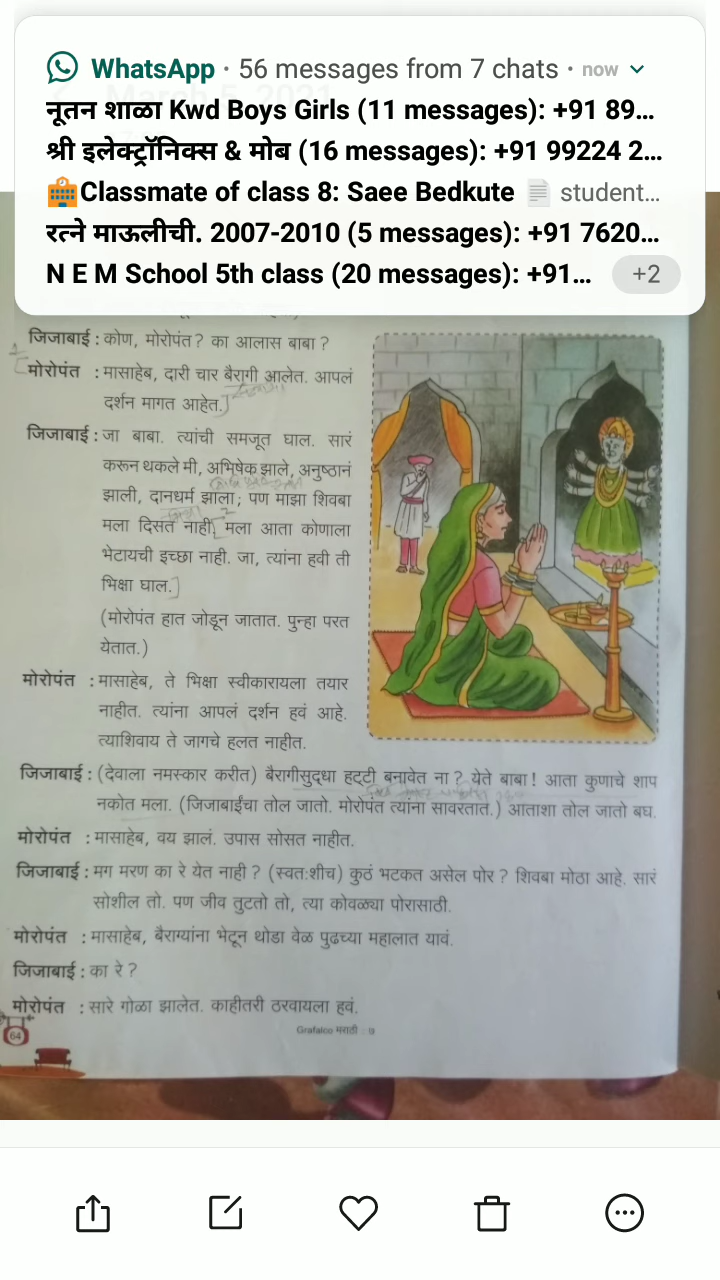 WhatsApp · 56 messages from 7 chats · now
नूतन शाळा Kwd Boys Girls (11 messages): +91 89...
श्री इलेक्ट्रॉनिक्स & मोब (16 messages): +91 99224 2...
🏫Classmate of class 8: Saee Bedkute 📄 student...
रत्ने माऊलीची. 2007-2010 (5 messages): +91 7620...
N E M School 5th class (20 messages): +91... +2
जिजाबाई : कोण, मोरोपंत ? का आलास बाबा ?
मोरोपंत : मासाहेब, दारी चार बैरागी आलेत. आपलं
दर्शन मागत आहेत.
जिजाबाई : जा बाबा. त्यांची समजूत घाल. सारं
करून थकले मी, अभिषेक झाले, अनुष्ठानं
झाली, दानधर्म झाला; पण माझा शिवबा
मला दिसत नाही. मला आता कोणाला
भेटायची इच्छा नाही. जा, त्यांना हवी ती
भिक्षा घाल.
(मोरोपंत हात जोडून जातात. पुन्हा परत
येतात.)
मोरोपंत : मासाहेब, ते भिक्षा स्वीकारायला तयार
नाहीत. त्यांना आपलं दर्शन हवं आहे.
त्याशिवाय ते जागचे हलत नाहीत.
जिजाबाई : (देवाला नमस्कार करीत) बैरागीसुद्धा हट्टी बनावेत ना ? येते बाबा ! आता कुणाचे शाप
नकोत मला. (जिजाबाईंचा तोल जातो. मोरोपंत त्यांना सावरतात.) आताशा तोल जातो बघ.
मोरोपंत : मासाहेब, वय झालं. उपास सोसत नाहीत.
जिजाबाई : मग मरण का रे येत नाही ? (स्वत:शीच) कुठं भटकत असेल पोर ? शिवबा मोठा आहे. सारं
सोशील तो. पण जीव तुटतो तो, त्या कोवळ्या पोरासाठी.
मोरोपंत : मासाहेब, बैराग्यांना भेटून थोडा वेळ पुढच्या महालात यावं.
जिजाबाई : का रे ?
मोरोपंत : सारे गोळा झालेत. काहीतरी ठरवायला हवं.
64
Grafalco मराठी : ७